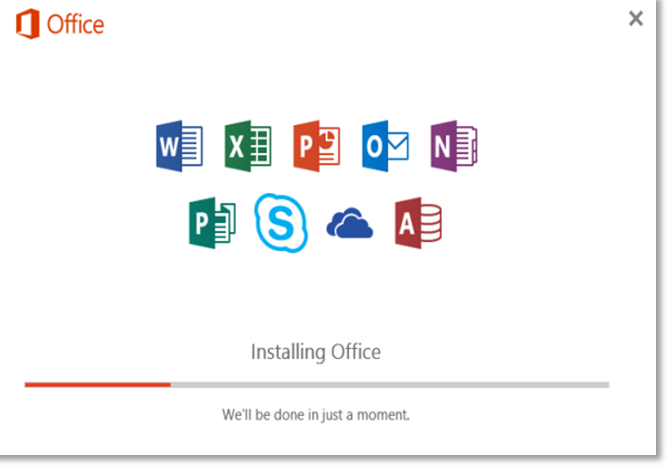 Office
W X P O N
P S A
Installing Office
We'll be done in just a moment.